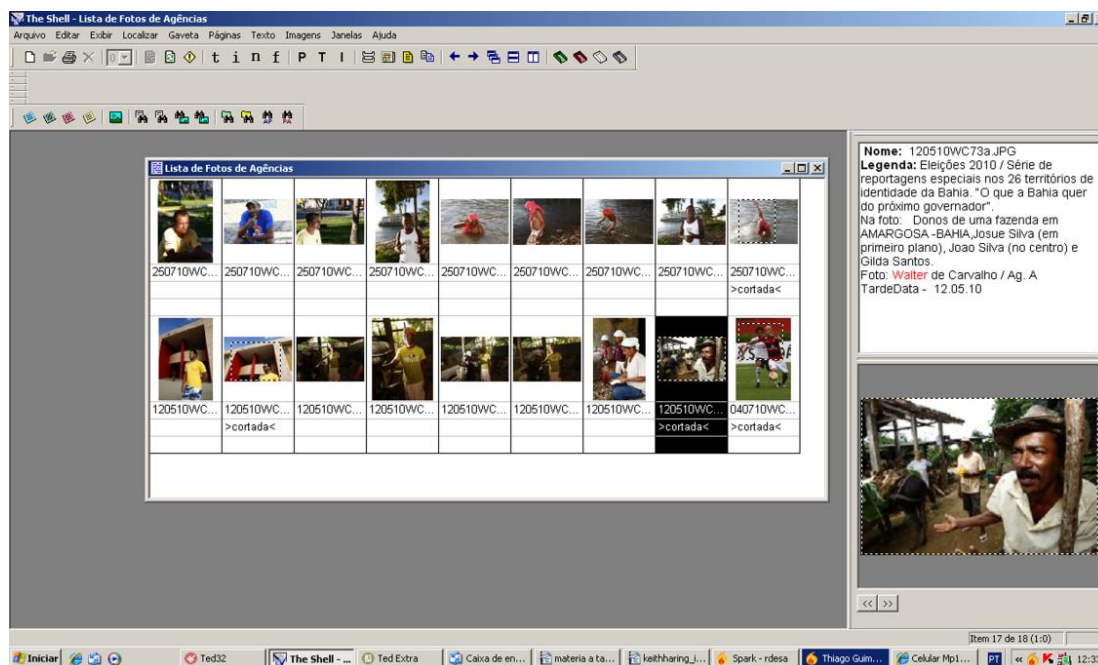 The Shell - Lista de Fotos de Agências
Arquivo Editar Exibir Localizar Gaveta Páginas Texto Imagens Janelas Ajuda
t i n f P T I
Lista de Fotos de Agências
250710WC... 250710WC... 250710WC... 250710WC... 250710WC... 250710WC... 250710WC... 250710WC... 250710WC...
>cortada<
120510WC... 120510WC... 120510WC... 120510WC... 120510WC... 120510WC... 120510WC... 120510WC... 040710WC...
>cortada< >cortada< >cortada<
Nome: 120510WC73a.JPG
Legenda: Eleições 2010 / Série de
reportagens especiais nos 26 territórios de
identidade da Bahia. "O que a Bahia quer
do próximo governador".
Na foto: Donos de uma fazenda em
AMARGOSA -BAHIA,Josue Silva (em
primeiro plano), Joao Silva (no centro) e
Gilda Santos.
Foto: Walter de Carvalho / Ag. A
TardeData - 12.05.10
<< >>
Item 17 de 18 (1:0)
Iniciar Ted32 The Shell - ... Ted Extra Caixa de en... materia a ta... keithharing_i... Spark - rdesa Thiago Guim... Celular Mp1... PT «